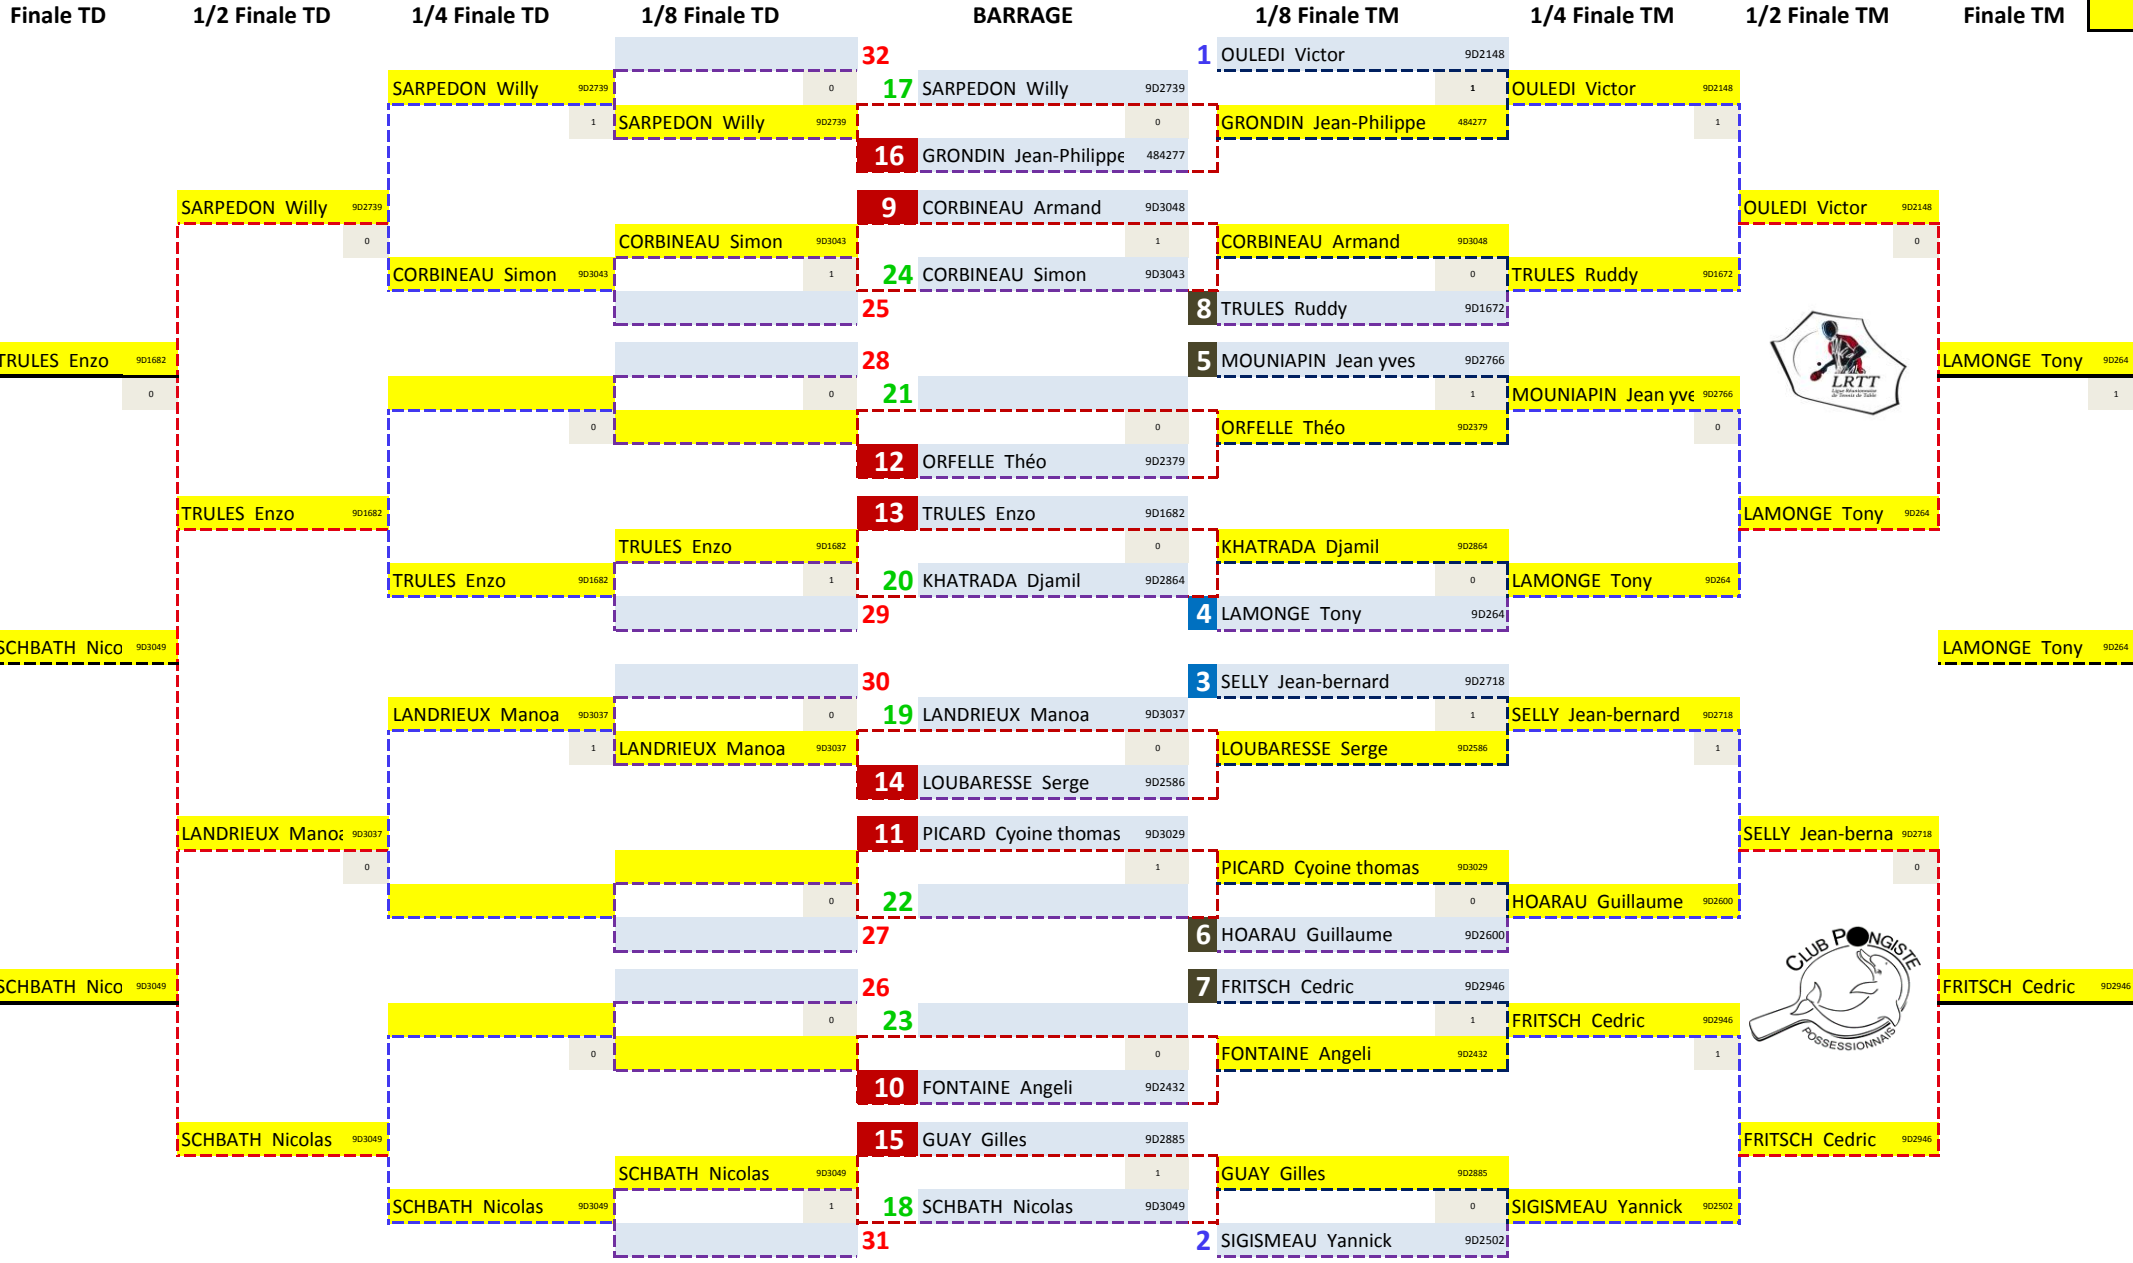 Finale TD 1/2 Finale TD 1/4 Finale TD 1/8 Finale TD BARRAGE 1/8 Finale TM 1/4 Finale TM 1/2 Finale TM Finale TM
32 1 OULEDI Victor 9D2148
SARPEDON Willy 9D2739 0 17 SARPEDON Willy 9D2739 1 OULEDI Victor 9D2148
1 SARPEDON Willy 9D2739 0 GRONDIN Jean-Philippe 484277 1
16 GRONDIN Jean-Philippe 484277
SARPEDON Willy 9D2739 9 CORBINEAU Armand 9D3048 OULEDI Victor 9D2148
0 CORBINEAU Simon 9D3043 1 CORBINEAU Armand 9D3048 0
CORBINEAU Simon 9D3043 1 24 CORBINEAU Simon 9D3043 0 TRULES Ruddy 9D1672
25 8 TRULES Ruddy 9D1672
TRULES Enzo 9D1682 28 5 MOUNIAPIN Jean yves 9D2766 LRTT Ligue Réunionnaise de Tennis de Table LAMONGE Tony 9D264
0 0 21 1 MOUNIAPIN Jean yve 9D2766 1
0 0 ORFELLE Théo 9D2379 0
12 ORFELLE Théo 9D2379
TRULES Enzo 9D1682 13 TRULES Enzo 9D1682 LAMONGE Tony 9D264
TRULES Enzo 9D1682 0 KHATRADA Djamil 9D2864
TRULES Enzo 9D1682 1 20 KHATRADA Djamil 9D2864 0 LAMONGE Tony 9D264
29 4 LAMONGE Tony 9D264
SCHBATH Nico 9D3049 LAMONGE Tony 9D264
30 3 SELLY Jean-bernard 9D2718
LANDRIEUX Manoa 9D3037 0 19 LANDRIEUX Manoa 9D3037 1 SELLY Jean-bernard 9D2718
1 LANDRIEUX Manoa 9D3037 0 LOUBARESSE Serge 9D2586 1
14 LOUBARESSE Serge 9D2586
LANDRIEUX Manoa 9D3037 11 PICARD Cyoine thomas 9D3029 SELLY Jean-berna 9D2718
0 1 PICARD Cyoine thomas 9D3029 0
0 22 0 HOARAU Guillaume 9D2600
27 6 HOARAU Guillaume 9D2600
CLUB PONGISTE POSSESSIONNAIS
SCHBATH Nico 9D3049 26 7 FRITSCH Cedric 9D2946 FRITSCH Cedric 9D2946
0 23 1 FRITSCH Cedric 9D2946
0 0 FONTAINE Angeli 9D2432 1
10 FONTAINE Angeli 9D2432
SCHBATH Nicolas 9D3049 15 GUAY Gilles 9D2885 FRITSCH Cedric 9D2946
SCHBATH Nicolas 9D3049 1 GUAY Gilles 9D2885
SCHBATH Nicolas 9D3049 1 18 SCHBATH Nicolas 9D3049 0 SIGISMEAU Yannick 9D2502
31 2 SIGISMEAU Yannick 9D2502